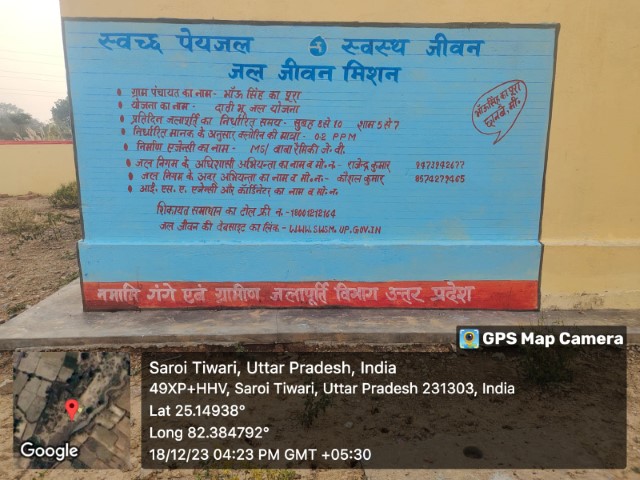 स्वच्छ पेयजल स्वस्थ जीवन
जल जीवन मिशन
ग्राम पंचायत का नाम- भाँऊ सिंह का पूरा
योजना का नाम- दाती भू जल योजना
प्रतिदिन जलापूर्ति का निर्धारित समय- सुबह 8 से 10 शाम 5 से 7
निर्धारित मानक के अनुसार क्लोरिन की मात्रा- 0.2 PPM
निर्माण एजेन्सी का नाम- MS/ बाबा रेमिकी जे.वी.
जल निगम के अधिशासी अभियन्ता का नाम व मो.न.- राजेन्द्र कुमार
जल निगम के अवर अभियन्ता का नाम व मो.न.- कौशल कुमार
आई. एस. ए. एजेन्सी और कॉर्डिनेटर का नाम व मो.न.
शिकायत समाधान का टोल फ्री न.-18001212164
जल जीवन की वेबसाइट का लिंक- WWW.SWSM.UP.GOV.IN
भाँऊ सिंह का पूरा
नमामि गंगे एवं ग्रामीण जलापूर्ति विभाग उत्तर प्रदेश
GPS Map Camera
Saroi Tiwari, Uttar Pradesh, India
49XP+HHV, Saroi Tiwari, Uttar Pradesh 231303, India
Lat 25.14938°
Long 82.384792°
18/12/23 04:23 PM GMT +05:30
Google